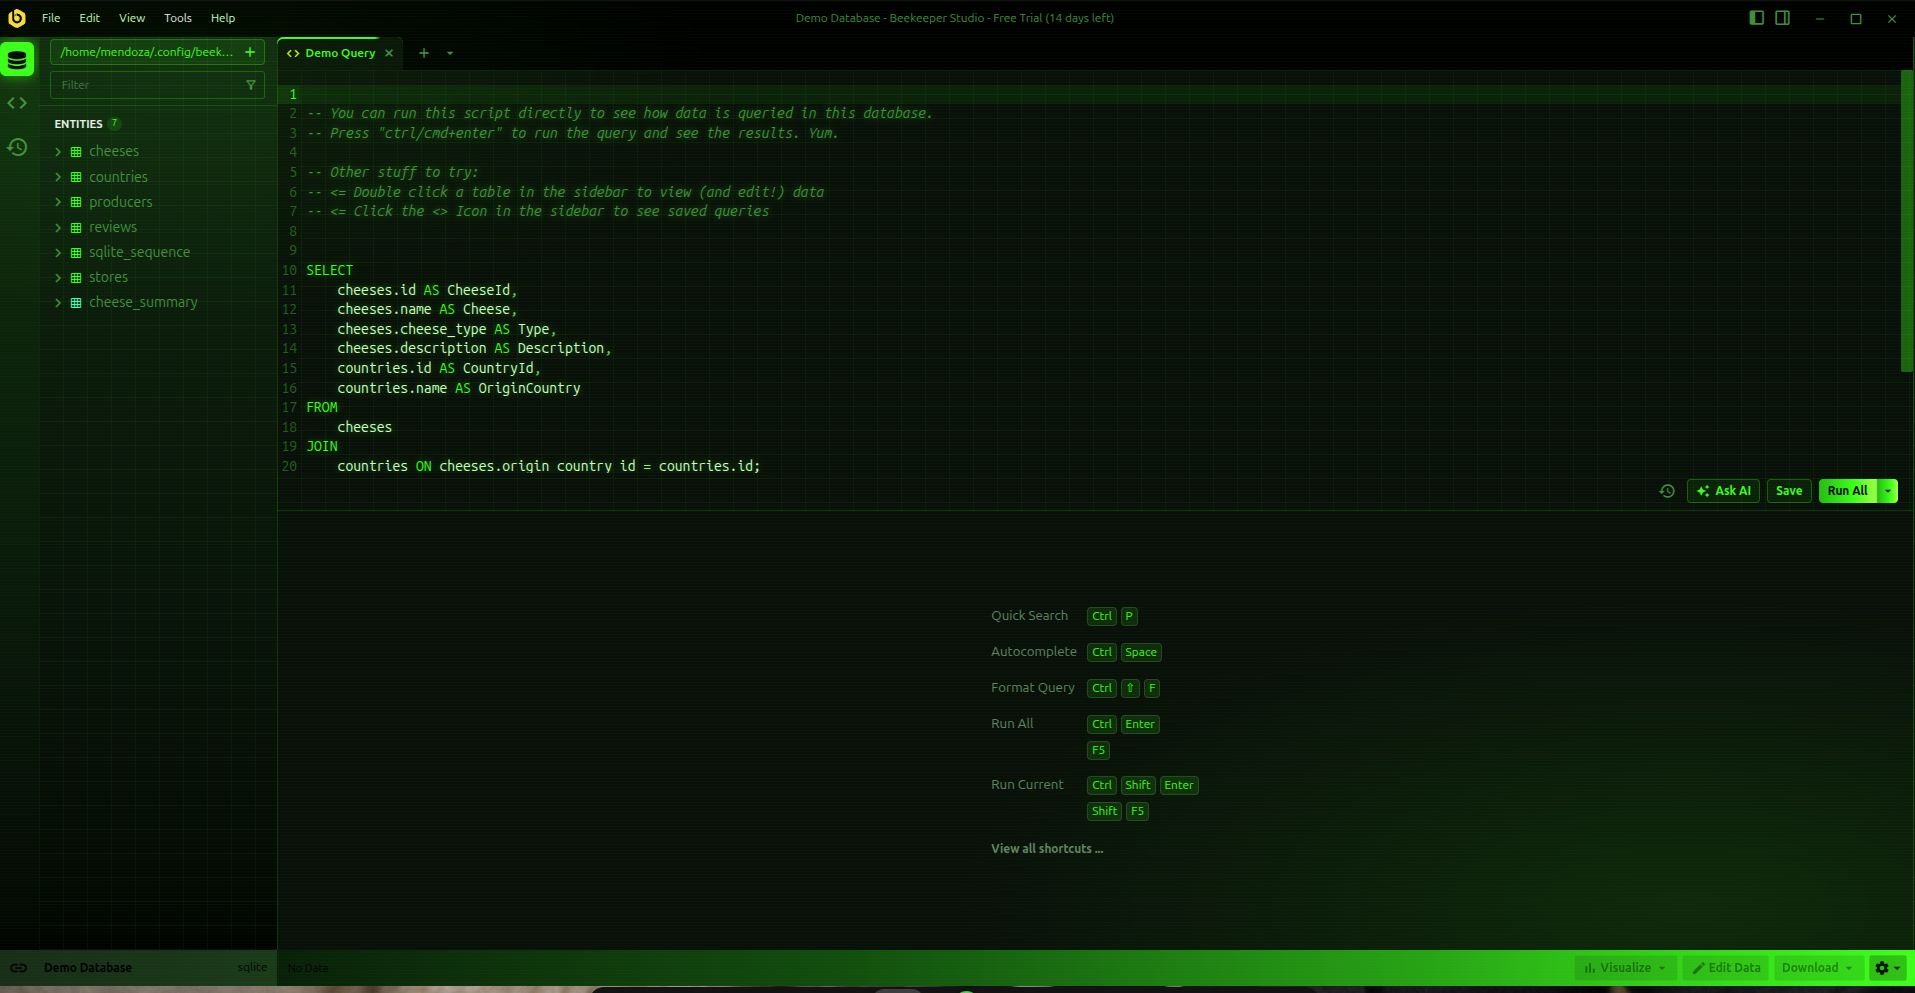 File Edit View Tools Help
Demo Database - Beekeeper Studio - Free Trial (14 days left)
/home/mendoza/.config/beek... +
Filter
ENTITIES 7
cheeses
countries
producers
reviews
sqlite_sequence
stores
cheese_summary
<> Demo Query × +
1
2 -- You can run this script directly to see how data is queried in this database.
3 -- Press "ctrl/cmd+enter" to run the query and see the results. Yum.
4
5 -- Other stuff to try:
6 -- <= Double click a table in the sidebar to view (and edit!) data
7 -- <= Click the <> Icon in the sidebar to see saved queries
8
9
10 SELECT
11 cheeses.id AS CheeseId,
12 cheeses.name AS Cheese,
13 cheeses.cheese_type AS Type,
14 cheeses.description AS Description,
15 countries.id AS CountryId,
16 countries.name AS OriginCountry
17 FROM
18 cheeses
19 JOIN
20 countries ON cheeses.origin_country_id = countries.id;
Ask AI Save Run All
Quick Search Ctrl P
Autocomplete Ctrl Space
Format Query Ctrl ⇧ F
Run All Ctrl Enter
F5
Run Current Ctrl Shift Enter
Shift F5
View all shortcuts ...
Demo Database sqlite No Data Visualize Edit Data Download